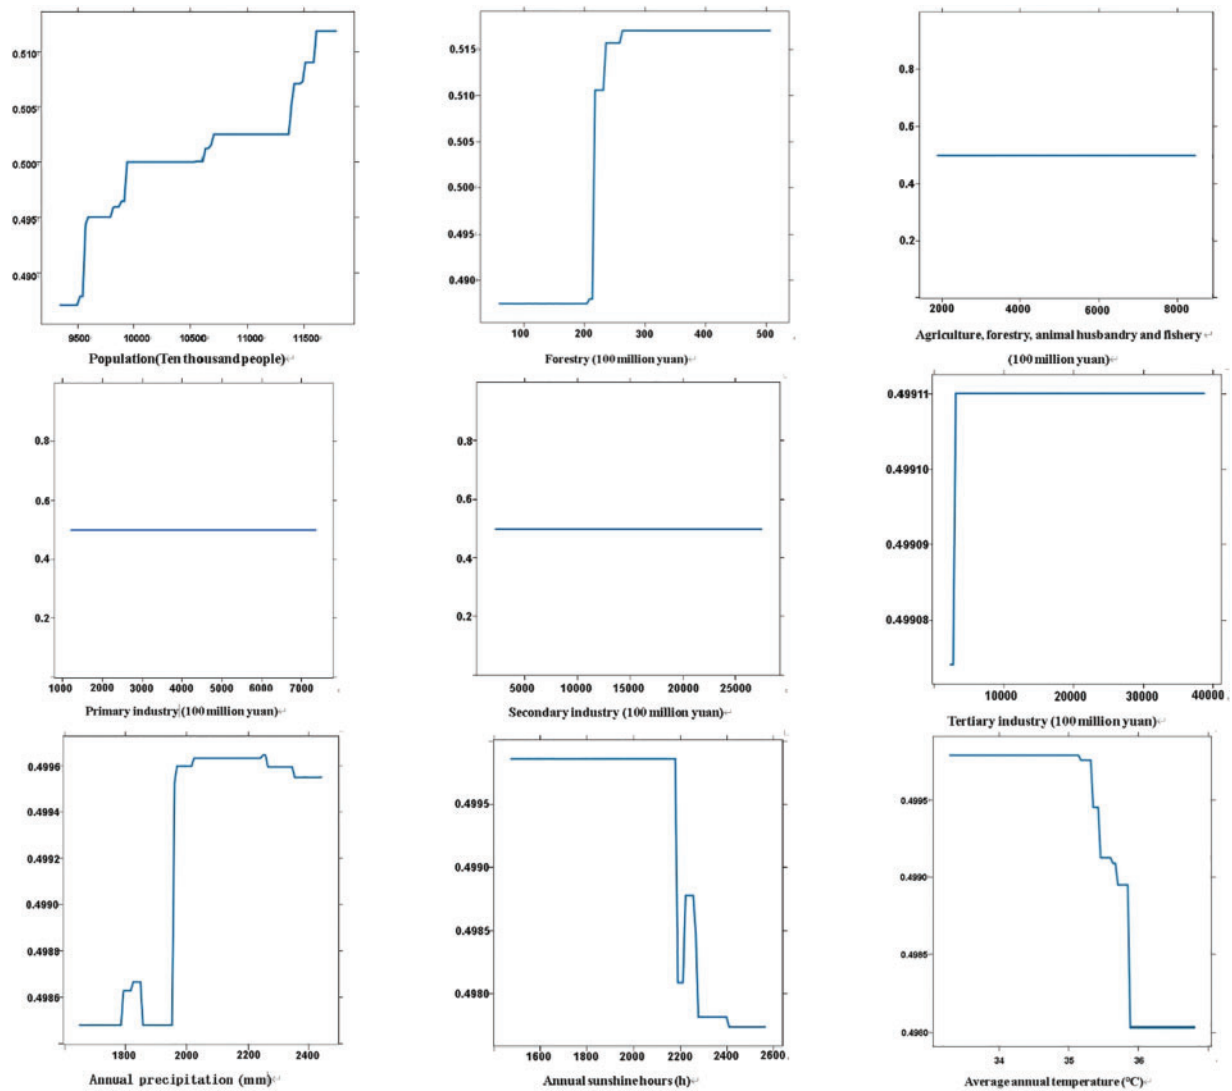 0.510
0.505
0.500
0.495
0.490
9500 10000 10500 11000 11500
Population(Ten thousand people)
0.515
0.510
0.505
0.500
0.495
0.490
100 200 300 400 500
Forestry (100 million yuan)
0.8
0.6
0.4
0.2
2000 4000 6000 8000
Agriculture, forestry, animal husbandry and fishery
(100 million yuan)
0.8
0.6
0.4
0.2
1000 2000 3000 4000 5000 6000 7000
Primary industry (100 million yuan)
0.8
0.6
0.4
0.2
5000 10000 15000 20000 25000
Secondary industry (100 million yuan)
0.49911
0.49910
0.49909
0.49908
10000 20000 30000 40000
Tertiary industry (100 million yuan)
0.4996
0.4994
0.4992
0.4990
0.4988
0.4986
1800 2000 2200 2400
Annual precipitation (mm)
0.4995
0.4990
0.4985
0.4980
1600 1800 2000 2200 2400 2600
Annual sunshine hours (h)
0.4995
0.4990
0.4985
0.4980
34 35 36
Average annual temperature (°C)